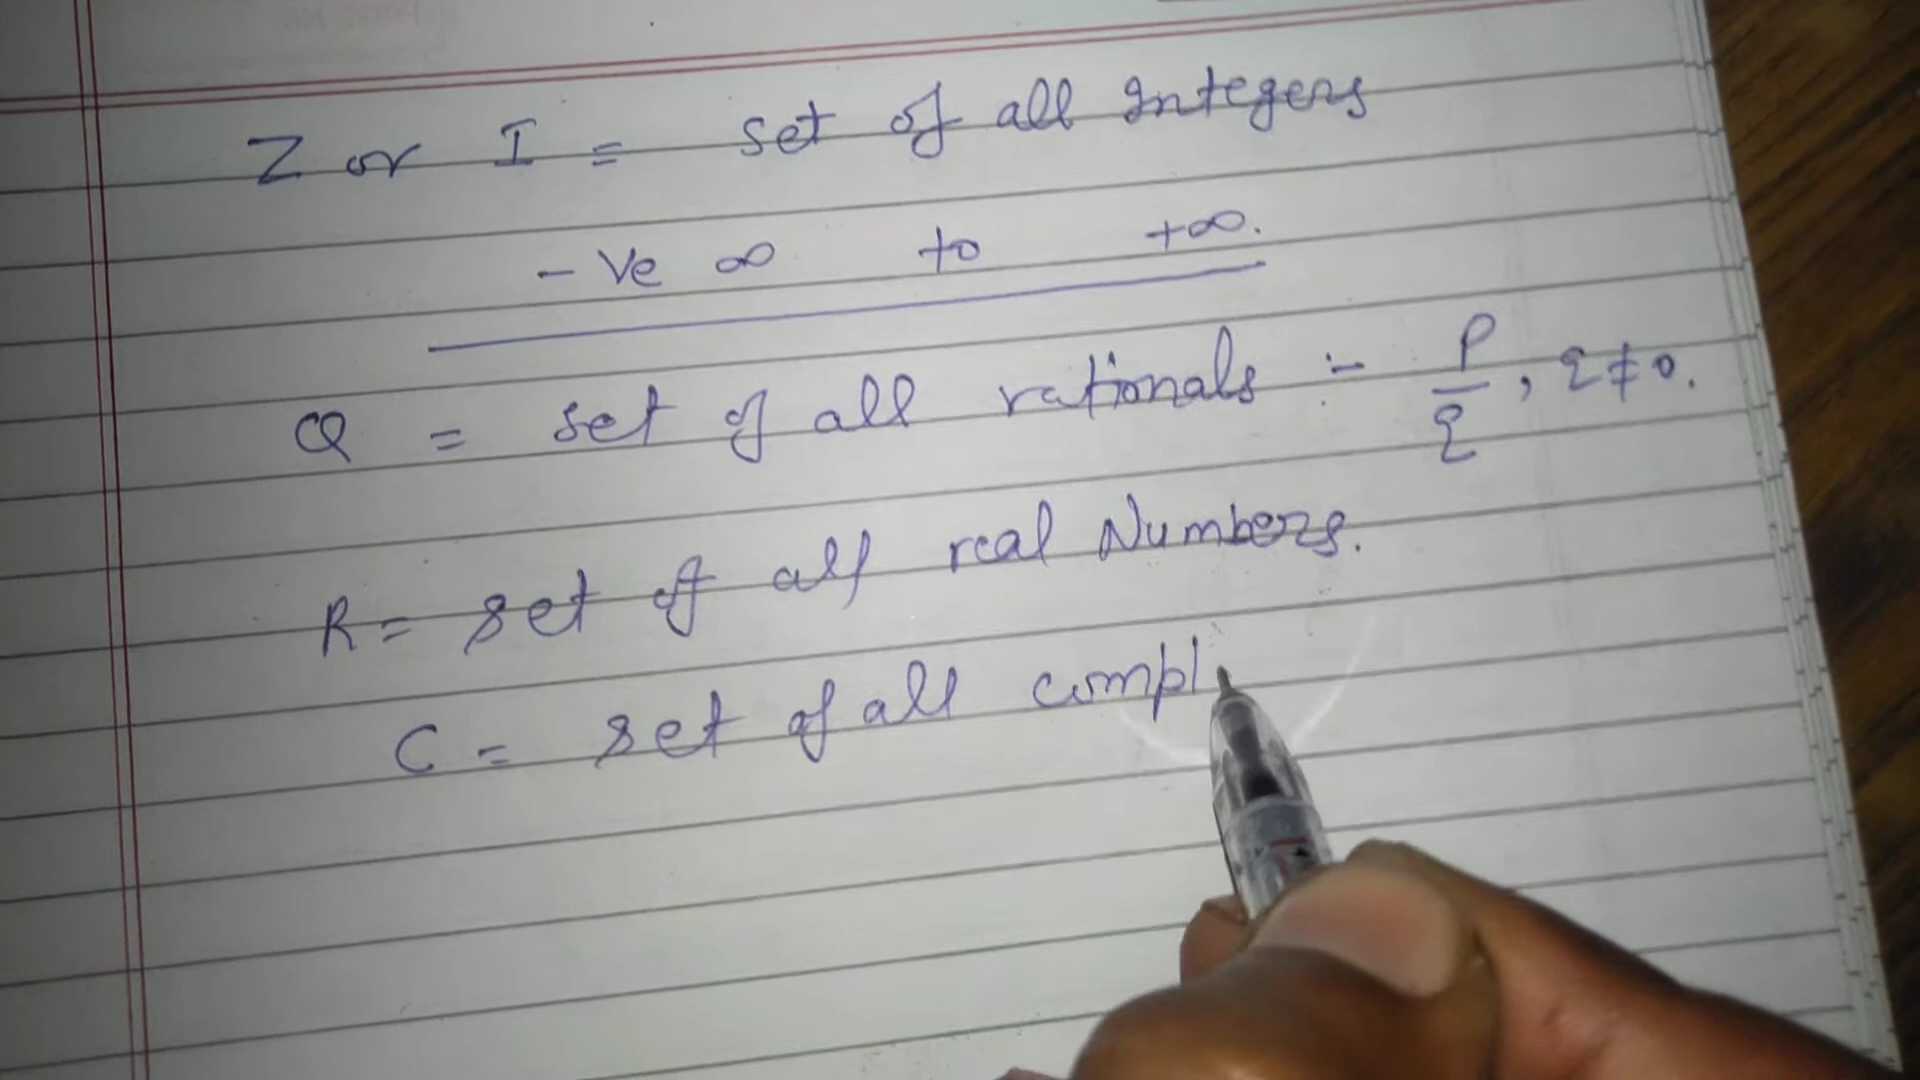 Z or I = set of all Integers
- ve ∞ to +∞.
Q = set of all rationals :- P/q, q≠0.
R = set of all real Numbers.
C = set of all compl